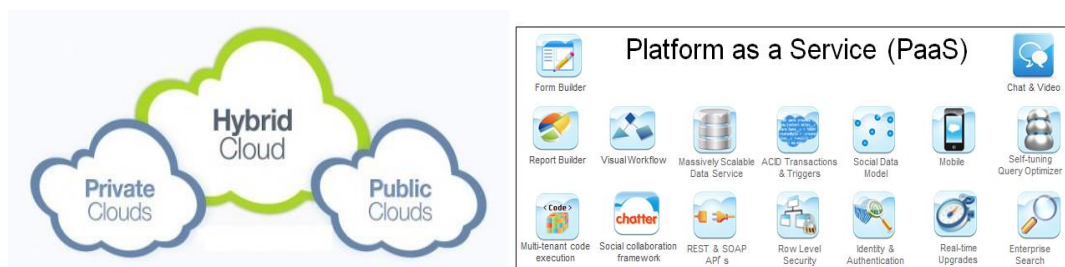 Hybrid
Cloud
Private
Clouds
Public
Clouds
Platform as a Service (PaaS)
Form Builder
Chat & Video
Report Builder
Visual Workflow
Massively Scalable
Data Service
ACID Transactions
& Triggers
Social Data
Model
Mobile
Self-tuning
Query Optimizer
<Code>
Multi-tenant code
execution
chatter
Social collaboration
framework
REST & SOAP
API's
Row Level
Security
Identity &
Authentication
Real-time
Upgrades
Enterprise
Search